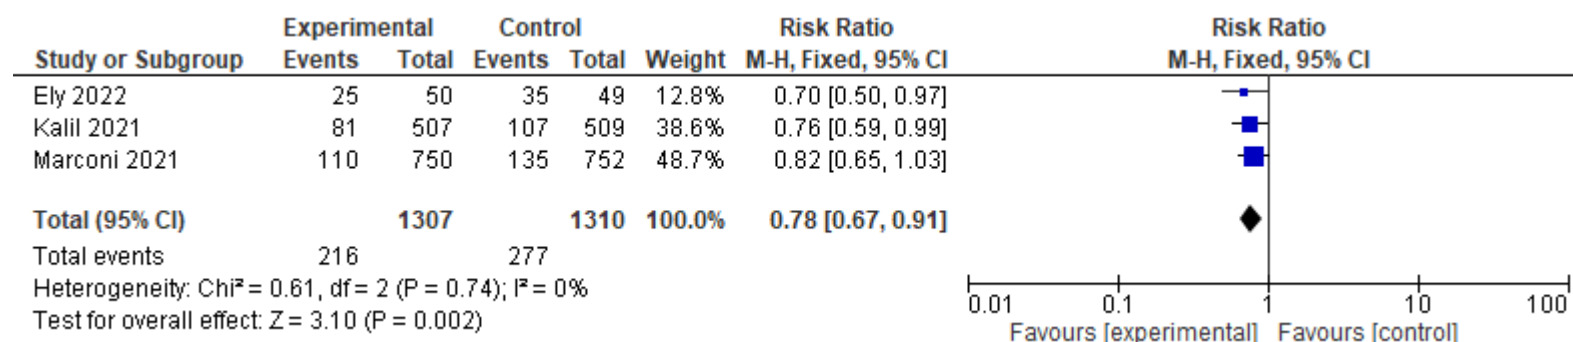 Experimental Control Risk Ratio Risk Ratio
Study or Subgroup Events Total Events Total Weight M-H, Fixed, 95% CI M-H, Fixed, 95% CI
Ely 2022 25 50 35 49 12.8% 0.70 [0.50, 0.97]
Kalil 2021 81 507 107 509 38.6% 0.76 [0.59, 0.99]
Marconi 2021 110 750 135 752 48.7% 0.82 [0.65, 1.03]
Total (95% CI) 1307 1310 100.0% 0.78 [0.67, 0.91]
Total events 216 277
Heterogeneity: Chi² = 0.61, df = 2 (P = 0.74); I² = 0%
Test for overall effect: Z = 3.10 (P = 0.002)
0.01 0.1 1 10 100
Favours [experimental] Favours [control]